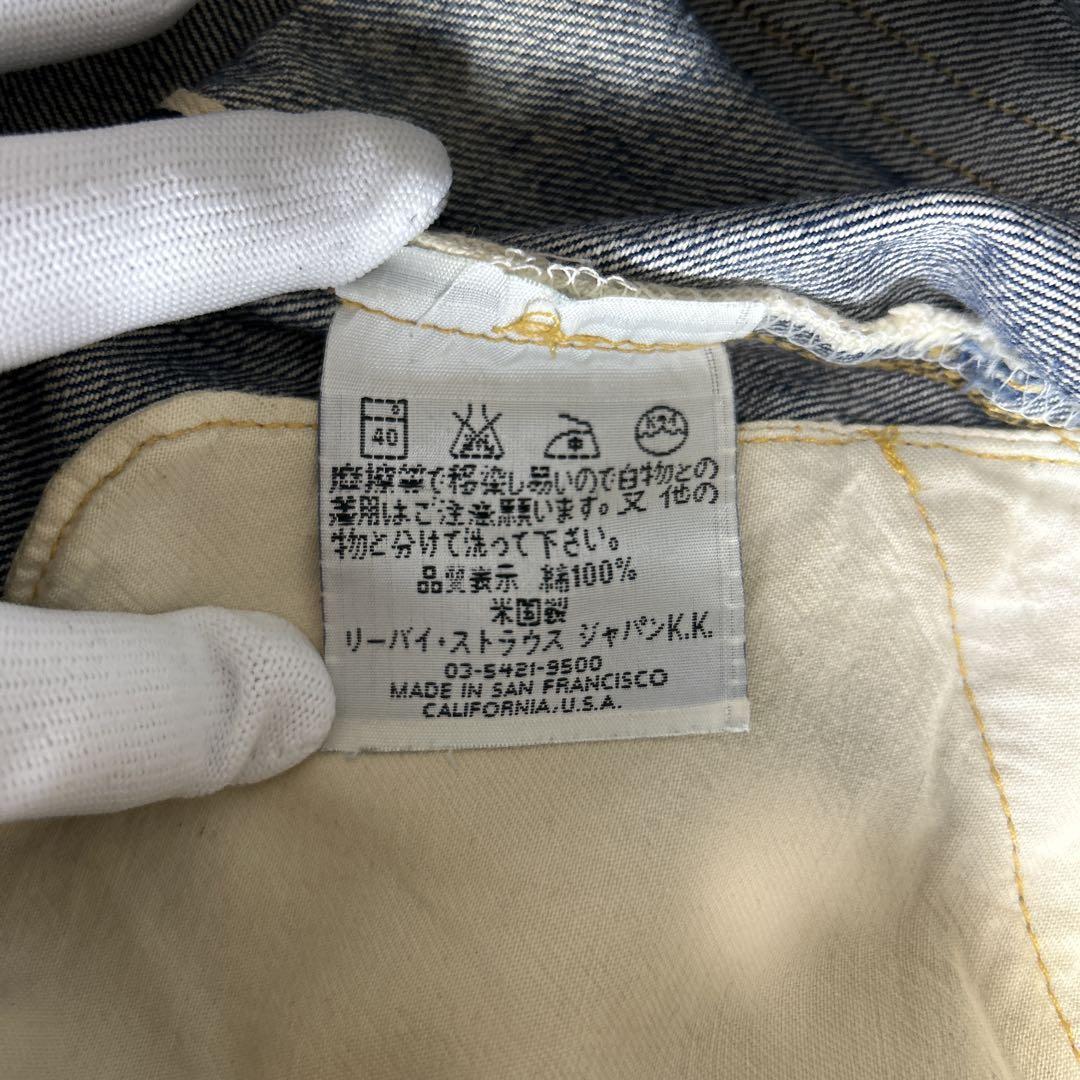 40
摩擦等で移染し易いので白物との
着用はご注意願います。又 他の
物と分けて洗って下さい。
品質表示 綿100%
米国製
リーバイ・ストラウス ジャパンK.K.
03-5421-9500
MADE IN SAN FRANCISCO
CALIFORNIA, U.S.A.